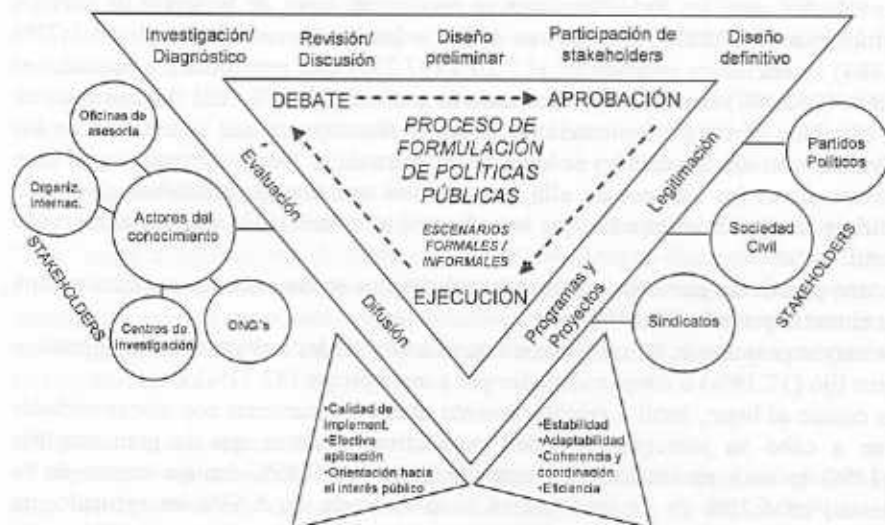 Investigación/
Diagnóstico
Revisión/
Discusión
Diseño
preliminar
Participación de
stakeholders
Diseño
definitivo
DEBATE
APROBACIÓN
PROCESO DE
FORMULACIÓN
DE POLÍTICAS
PÚBLICAS
ESCENARIOS
FORMALES /
INFORMALES
EJECUCIÓN
Evaluación
Difusión
Legitimación
Programas y
Proyectos
Oficinas de
asesoría
Organiz.
Internac.
Actores del
conocimiento
Centros de
investigación
ONG's
STAKEHOLDERS
Partidos
Políticos
Sociedad
Civil
Sindicatos
STAKEHOLDERS
•Calidad de
Implement.
•Efectiva
aplicación.
•Orientación hacia
el interés público
•Estabilidad
•Adaptabilidad
•Coherencia y
coordinación
•Eficiencia